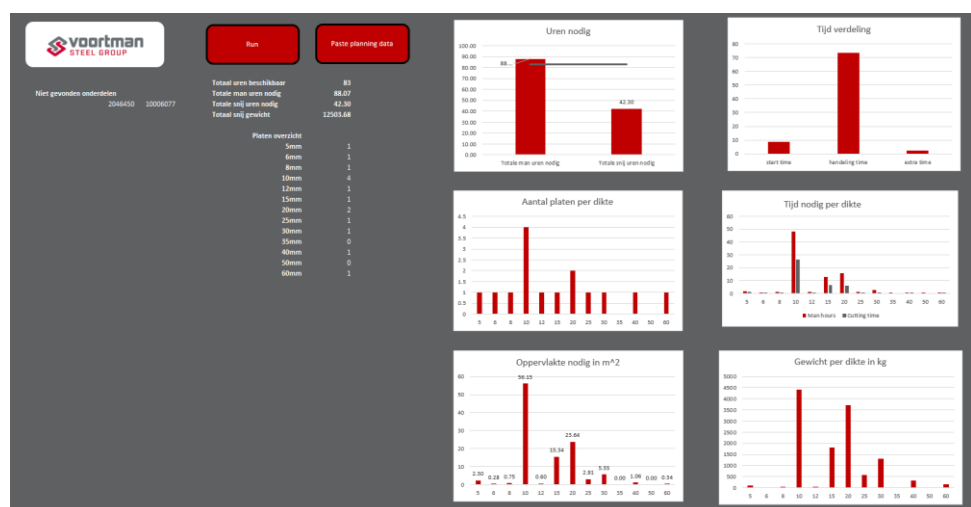 voortman
STEEL GROUP
Run
Paste planning data
Niet gevonden onderdelen
2046450 10006077
Totaal uren beschikbaar 83
Totale man uren nodig 88.07
Totale snij uren nodig 42.30
Totaal snij gewicht 12503.68
Platen overzicht
5mm 1
6mm 1
8mm 1
10mm 4
12mm 1
15mm 1
20mm 2
25mm 1
30mm 1
35mm 0
40mm 1
50mm 0
60mm 1
Uren nodig
100.00
90.00
80.00
70.00
60.00
50.00
40.00
30.00
20.00
10.00
0.00
88...
42.30
Totale man uren nodig Totale snij uren nodig
Tijd verdeling
80
70
60
50
40
30
20
10
0
start time handeling time extra time
Aantal platen per dikte
4.5
4
3.5
3
2.5
2
1.5
1
0.5
0
5 6 8 10 12 15 20 25 30 35 40 50 60
Tijd nodig per dikte
60
50
40
30
20
10
0
5 6 8 10 12 15 20 25 30 35 40 50 60
Man hours Cutting time
Oppervlakte nodig in m^2
60
50
40
30
20
10
0
2.30 0.28 0.75 56.15 0.60 15.34 23.64 2.91 5.55 0.00 1.06 0.00 0.34
5 6 8 10 12 15 20 25 30 35 40 50 60
Gewicht per dikte in kg
5000
4500
4000
3500
3000
2500
2000
1500
1000
500
0
5 6 8 10 12 15 20 25 30 35 40 50 60